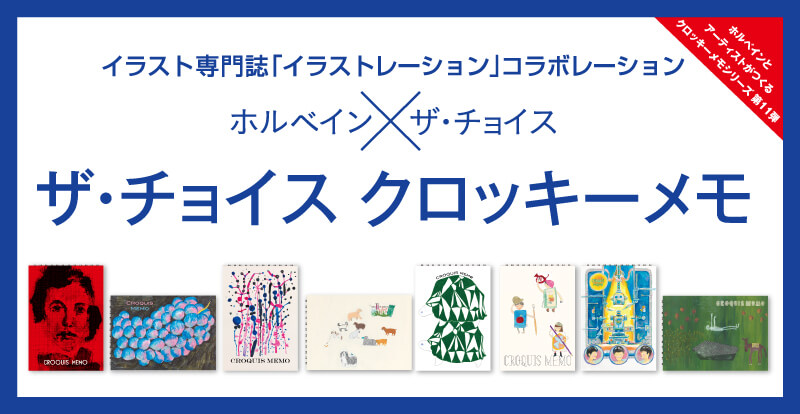 ホルベインと
アーティストがつくる
クロッキーメモシリーズ 第11弾
イラスト専門誌「イラストレーション」コラボレーション
ホルベイン×ザ・チョイス
ザ・チョイス クロッキーメモ
CROQUIS MEMO
CROQUIS
MEMO
CROQUIS MEMO
CROQUIS MEMO
CROQUIS MEMO
CROQUIS MEMO